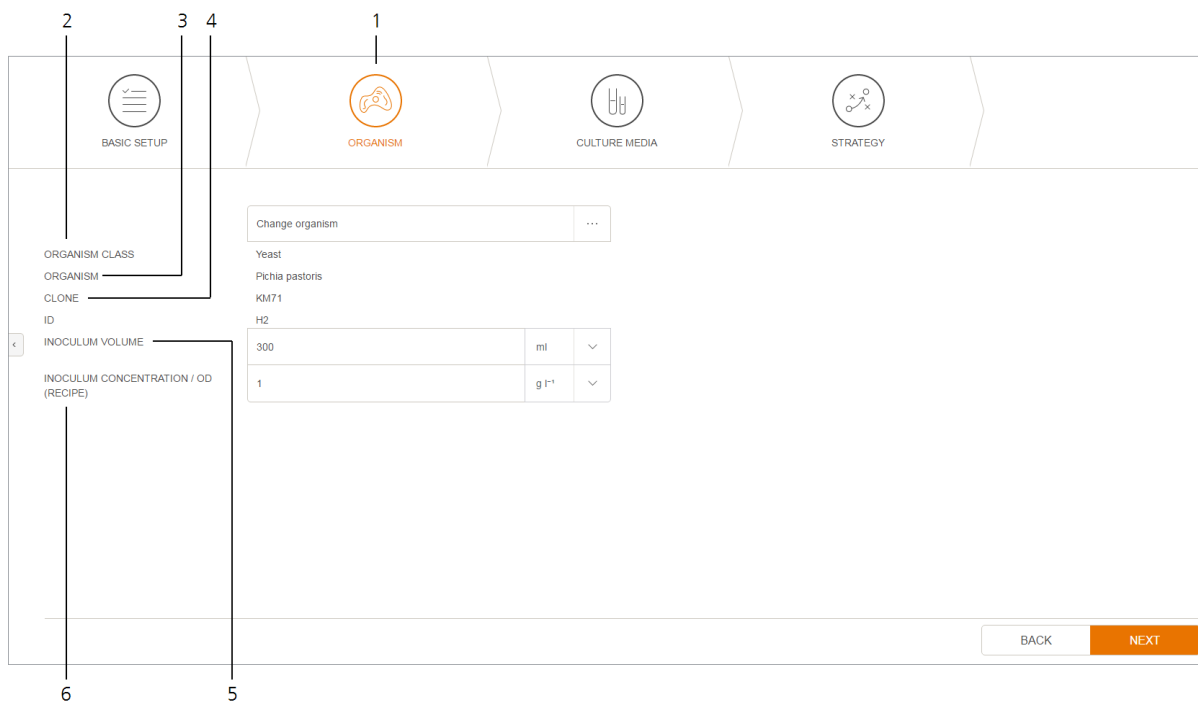 2 3 4 1
BASIC SETUP ORGANISM CULTURE MEDIA STRATEGY
Change organism ...
ORGANISM CLASS Yeast
ORGANISM Pichia pastoris
CLONE KM71
ID H2
INOCULUM VOLUME 300 ml
INOCULUM CONCENTRATION / OD
(RECIPE) 1 g l⁻¹
BACK NEXT
6 5